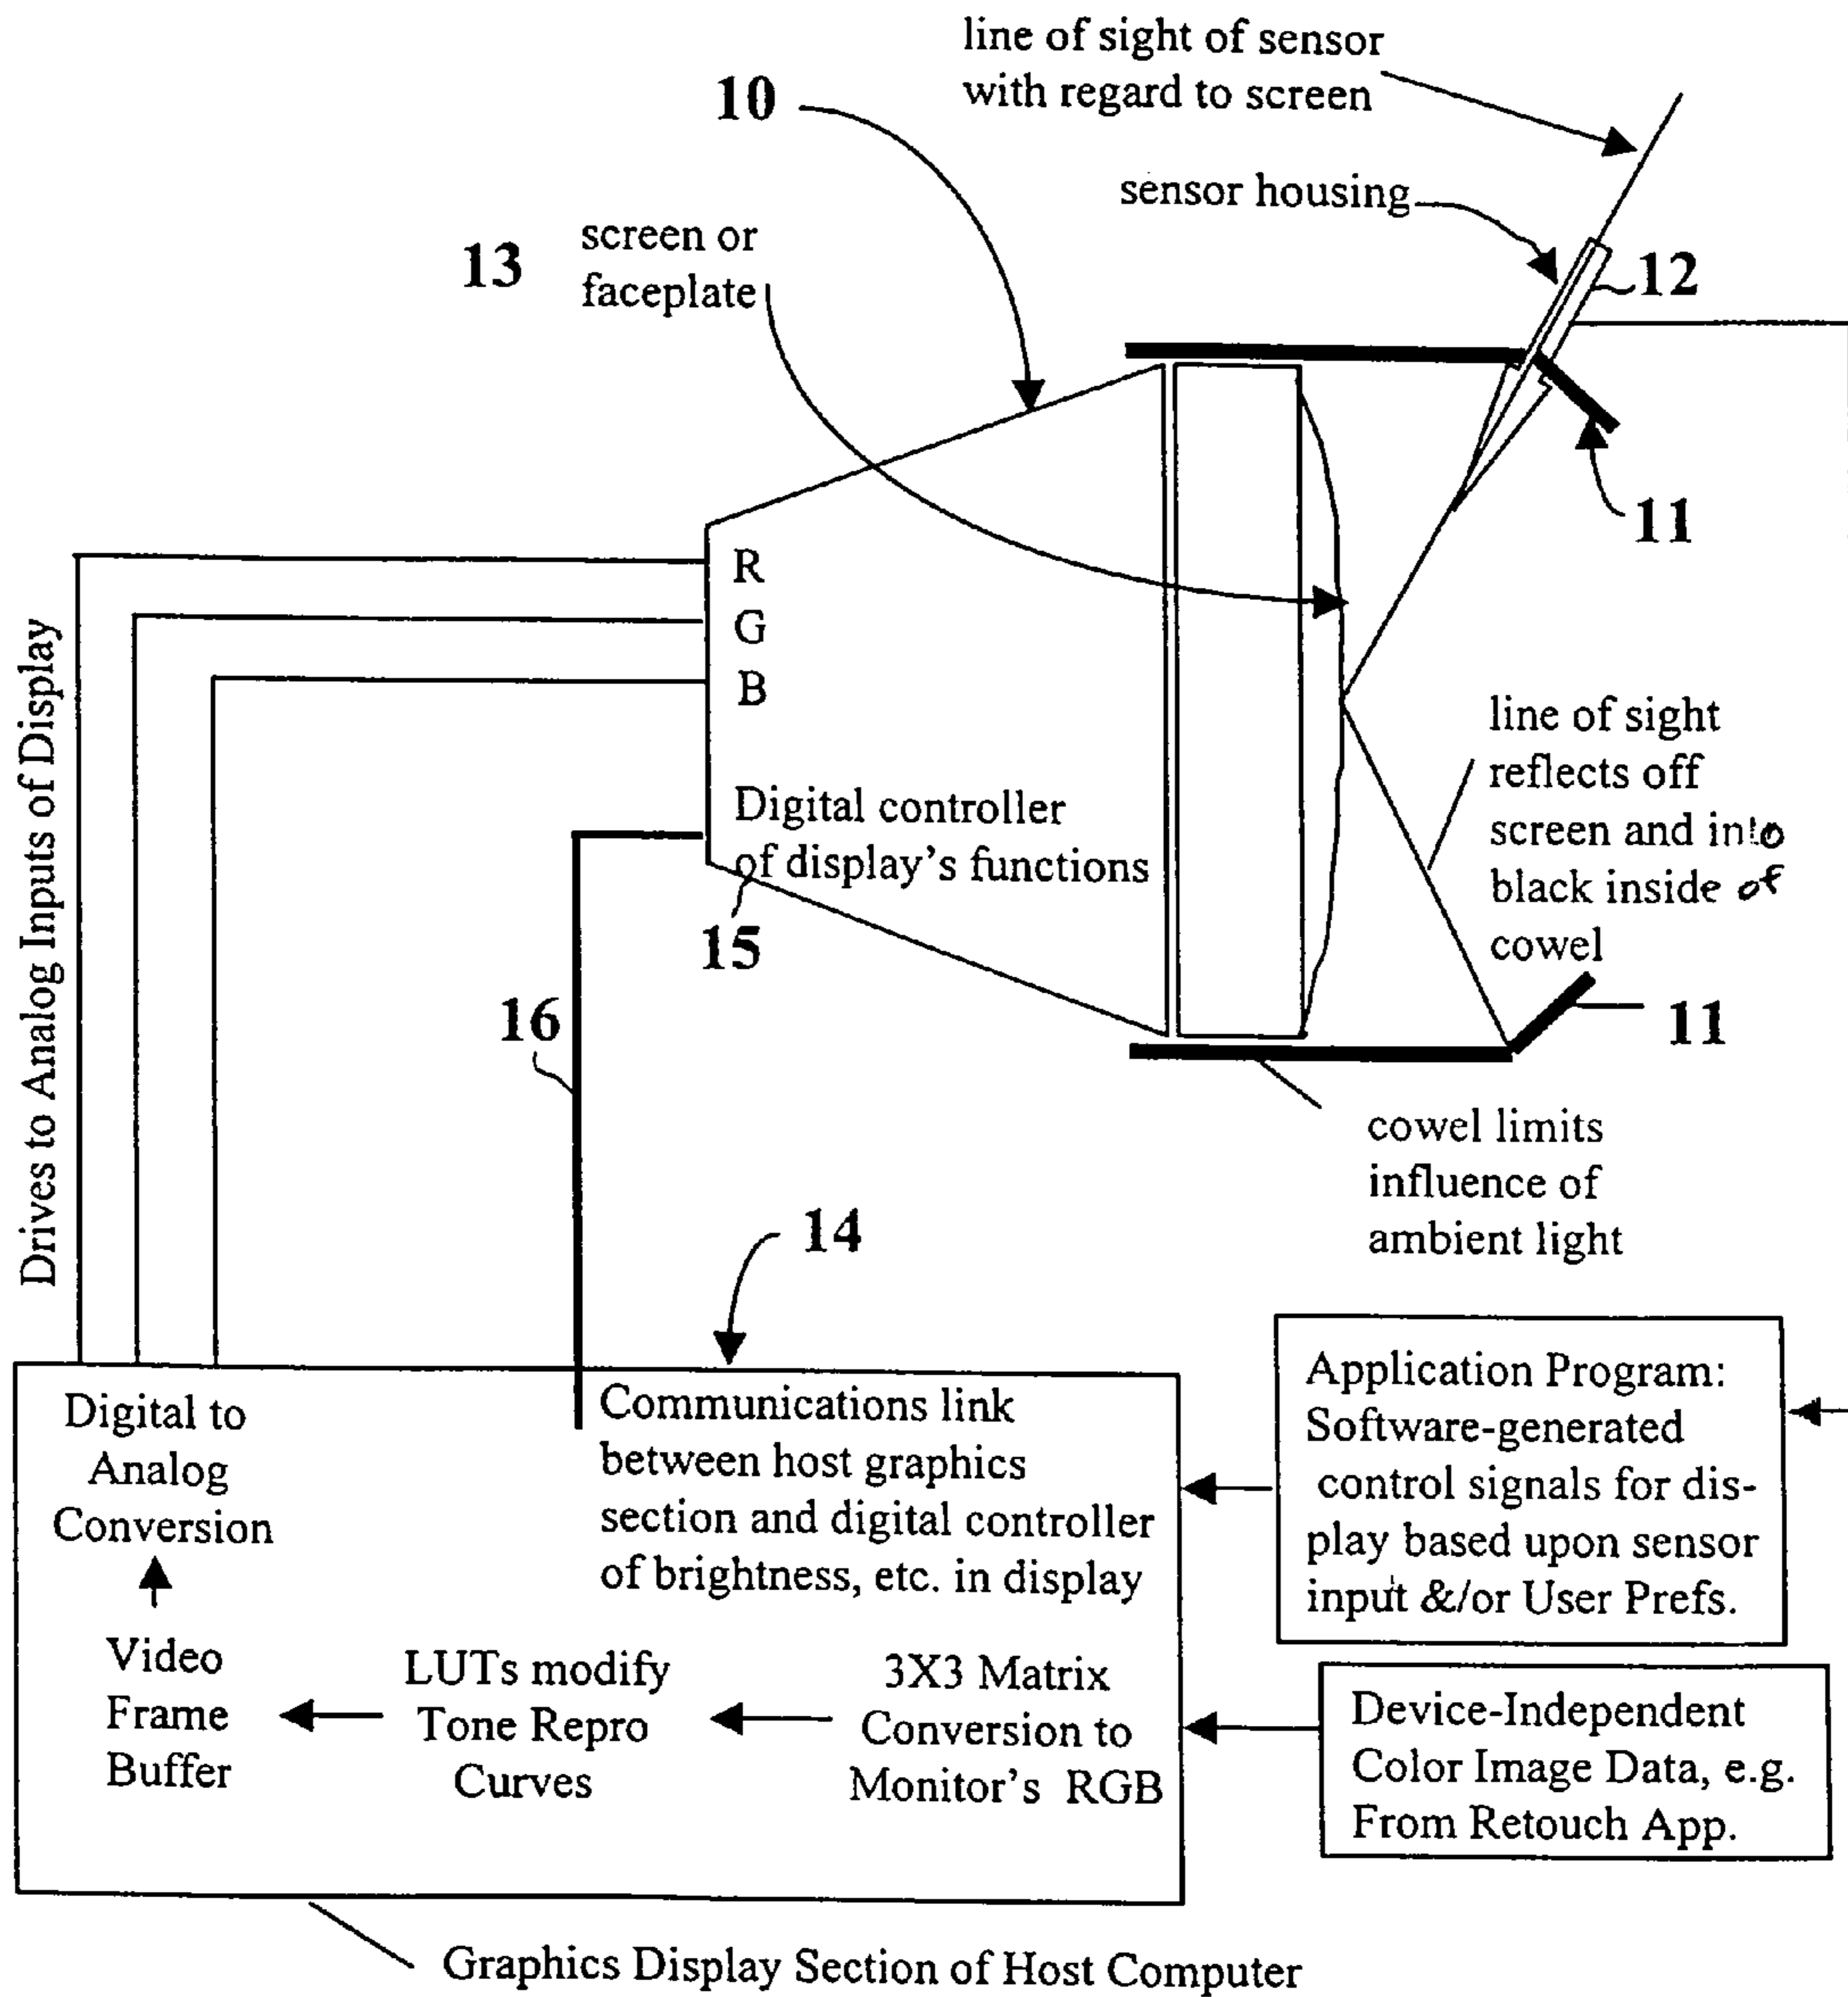 line of sight of sensor
with regard to screen
10
sensor housing
13
screen or
faceplate
12
11
R
G
B
Drives to Analog Inputs of Display
Digital controller
of display's functions
15
line of sight
reflects off
screen and into
black inside of
cowel
16
11
cowel limits
influence of
ambient light
14
Digital to
Analog
Conversion
Communications link
between host graphics
section and digital controller
of brightness, etc. in display
Application Program:
Software-generated
control signals for dis-
play based upon sensor
input &/or User Prefs.
Video
Frame
Buffer
LUTs modify
Tone Repro
Curves
3X3 Matrix
Conversion to
Monitor's RGB
Device-Independent
Color Image Data, e.g.
From Retouch App.
Graphics Display Section of Host Computer